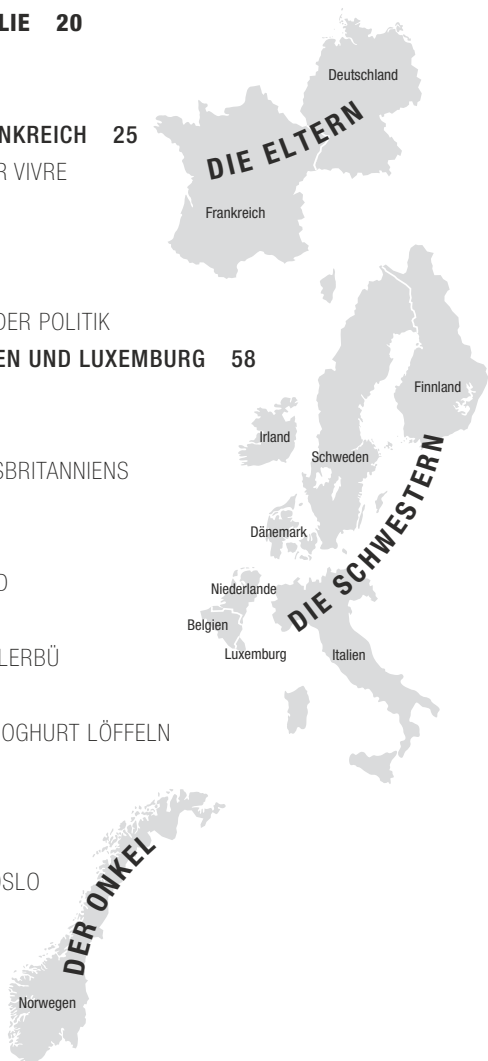 LIE 20
NKREICH 25
R VIVRE
DER POLITIK
EN UND LUXEMBURG 58
SBRITANNIENS
D
LERBÜ
OGHURT LÖFFELN
OSLO
Deutschland
DIE ELTERN
Frankreich
Finnland
Irland
Schweden
DIE SCHWESTERN
Dänemark
Niederlande
Belgien
Luxemburg
Italien
DER ONKEL
Norwegen